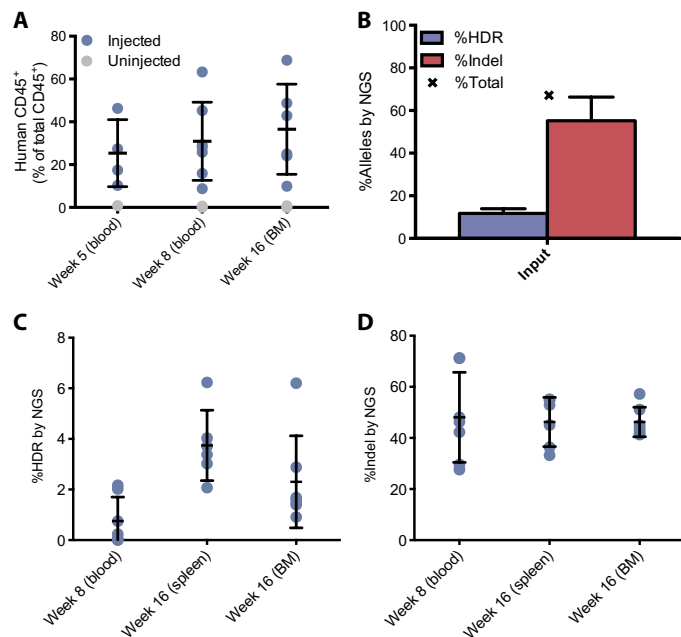 A
Injected
Uninjected
Human CD45+
(% of total CD45+)
80
60
40
20
0
Week 5 (blood)
Week 8 (blood)
Week 16 (BM)
B
%HDR
%Indel
%Total
%Alleles by NGS
100
80
60
40
20
0
Input
C
%HDR by NGS
8
6
4
2
0
Week 8 (blood)
Week 16 (spleen)
Week 16 (BM)
D
%Indel by NGS
80
60
40
20
0
Week 8 (blood)
Week 16 (spleen)
Week 16 (BM)